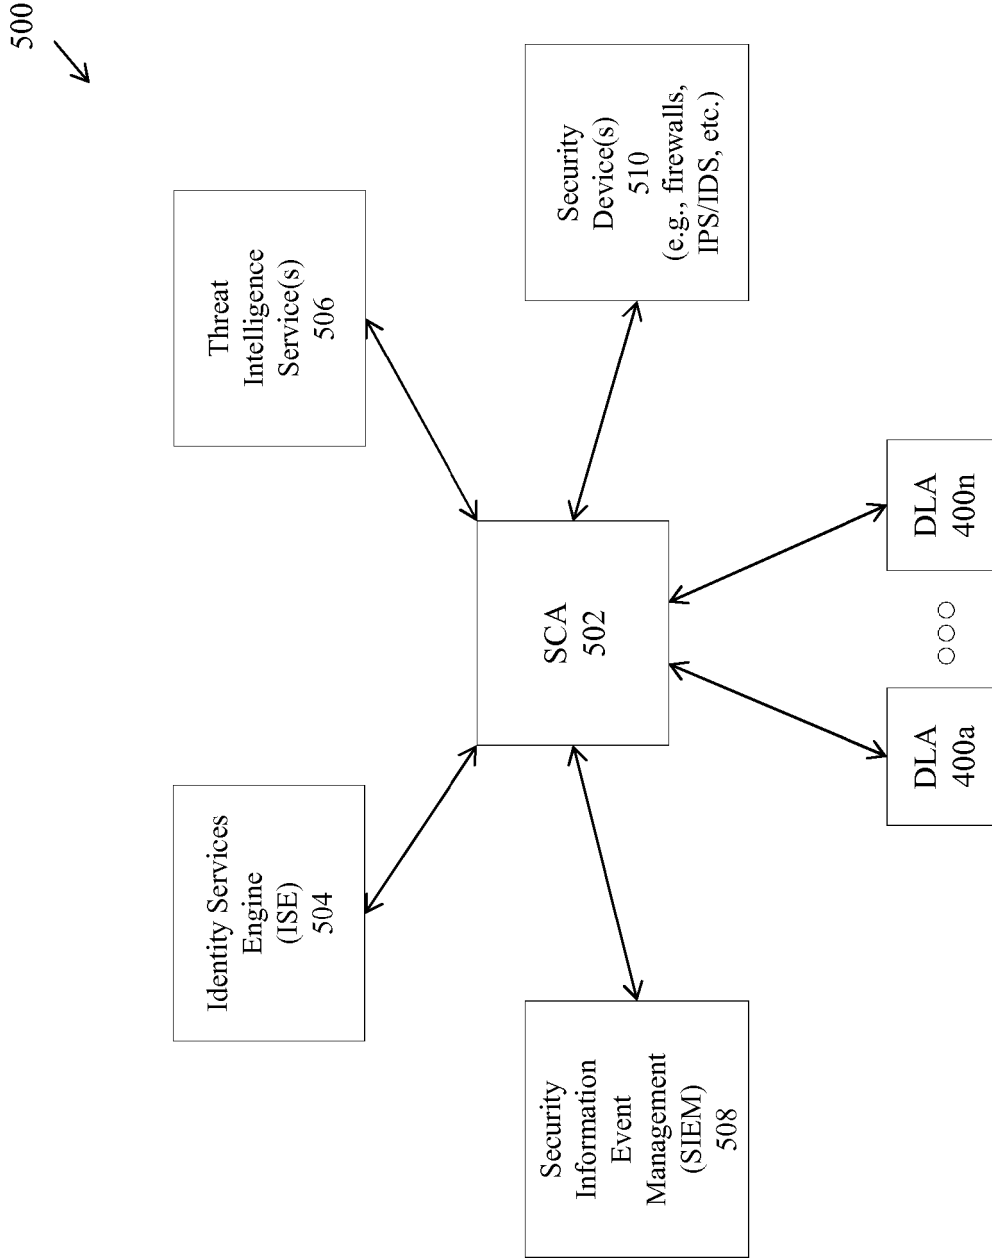 500
Identity Services
Engine
(ISE)
504
Threat
Intelligence
Service(s)
506
Security
Information
Event
Management
(SIEM)
508
SCA
502
Security
Device(s)
510
(e.g., firewalls,
IPS/IDS, etc.)
DLA
400a
DLA
400n